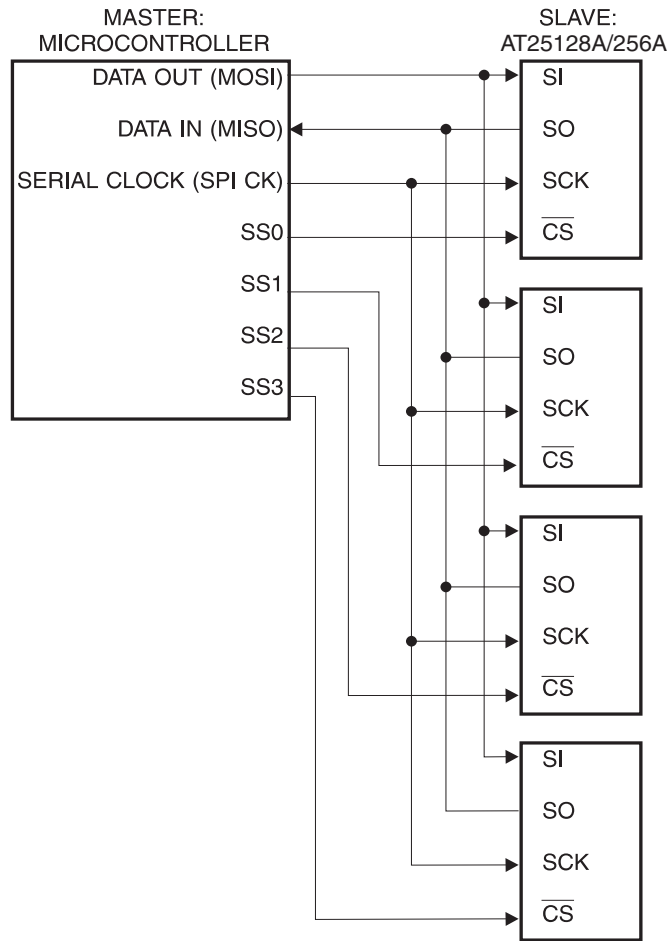 MASTER:
MICROCONTROLLER
DATA OUT (MOSI)
DATA IN (MISO)
SERIAL CLOCK (SPI CK)
SS0
SS1
SS2
SS3
SLAVE:
AT25128A/256A
SI
SO
SCK
CS
SI
SO
SCK
CS
SI
SO
SCK
CS
SI
SO
SCK
CS